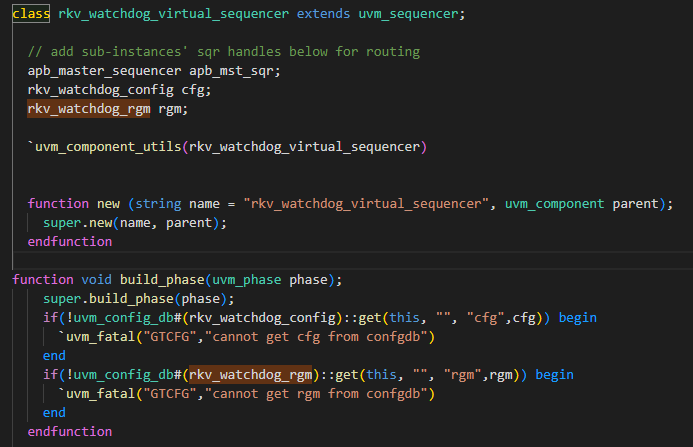 class rkv_watchdog_virtual_sequencer extends uvm_sequencer;
// add sub-instances' sqr handles below for routing
apb_master_sequencer apb_mst_sqr;
rkv_watchdog_config cfg;
rkv_watchdog_rgm rgm;
`uvm_component_utils(rkv_watchdog_virtual_sequencer)
function new (string name = "rkv_watchdog_virtual_sequencer", uvm_component parent);
super.new(name, parent);
endfunction
function void build_phase(uvm_phase phase);
super.build_phase(phase);
if(!uvm_config_db#(rkv_watchdog_config)::get(this, "", "cfg",cfg)) begin
`uvm_fatal("GTCFG","cannot get cfg from confgdb")
end
if(!uvm_config_db#(rkv_watchdog_rgm)::get(this, "", "rgm",rgm)) begin
`uvm_fatal("GTCFG","cannot get rgm from confgdb")
end
endfunction